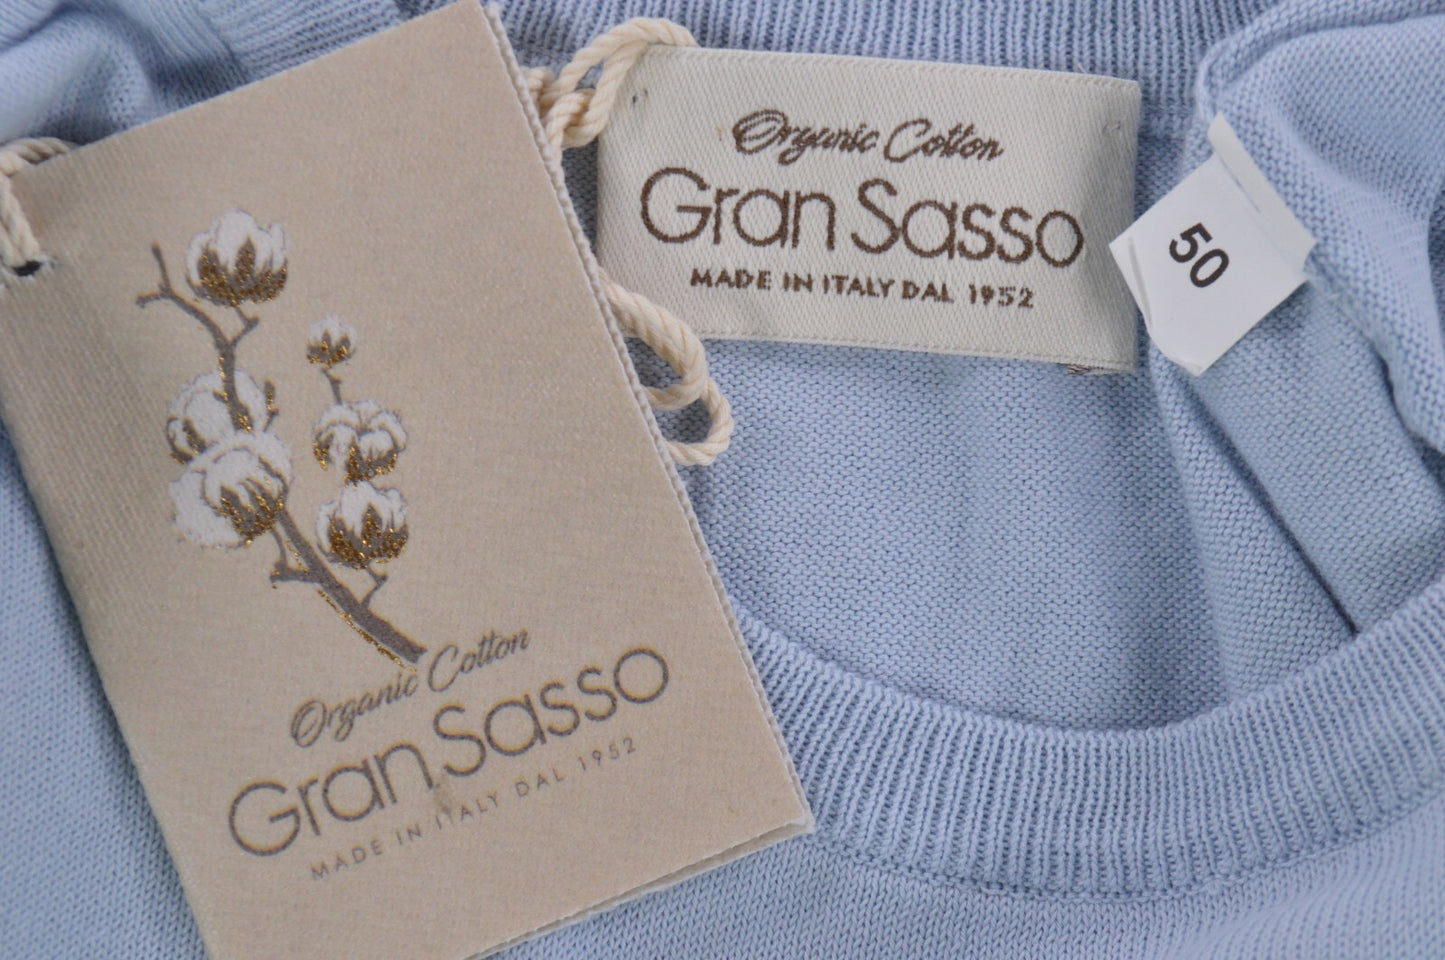 Organic Cotton
Gran Sasso
MADE IN ITALY DAL 1952
50
Organic Cotton
Gran Sasso
MADE IN ITALY DAL 1952